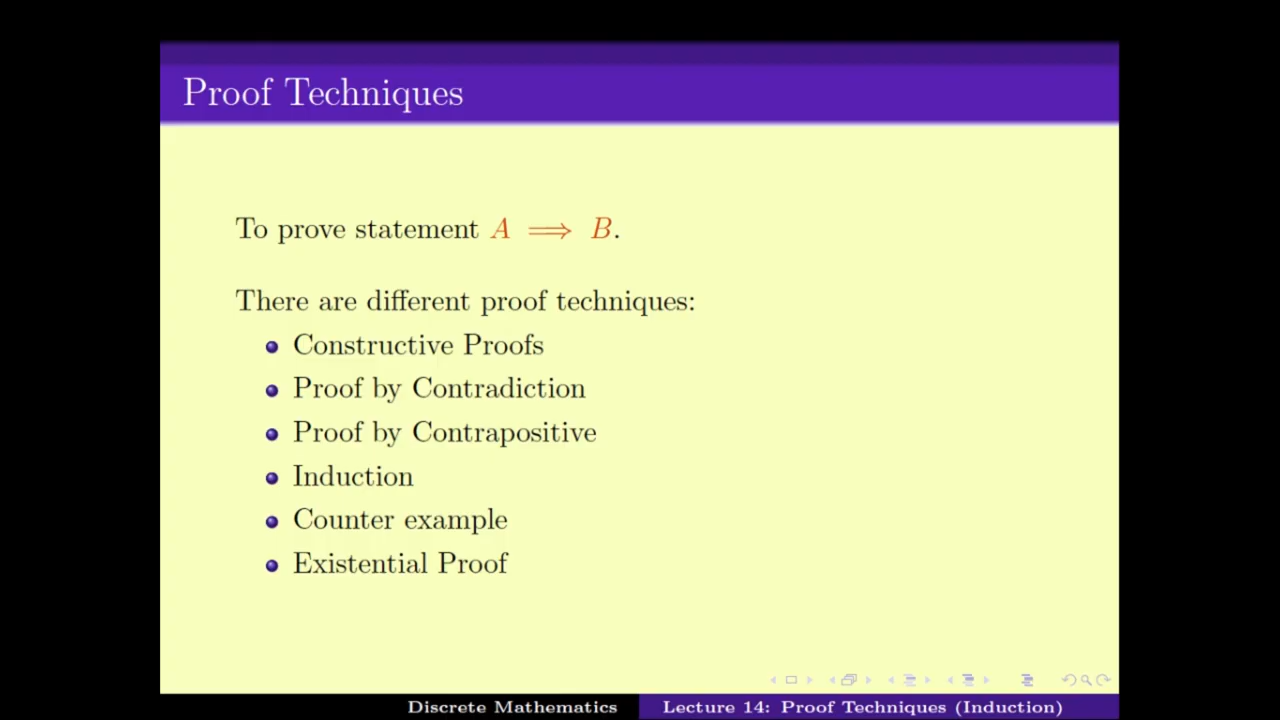 Proof Techniques
To prove statement A ⟹ B.
There are different proof techniques:
Constructive Proofs
Proof by Contradiction
Proof by Contrapositive
Induction
Counter example
Existential Proof
Discrete Mathematics
Lecture 14: Proof Techniques (Induction)